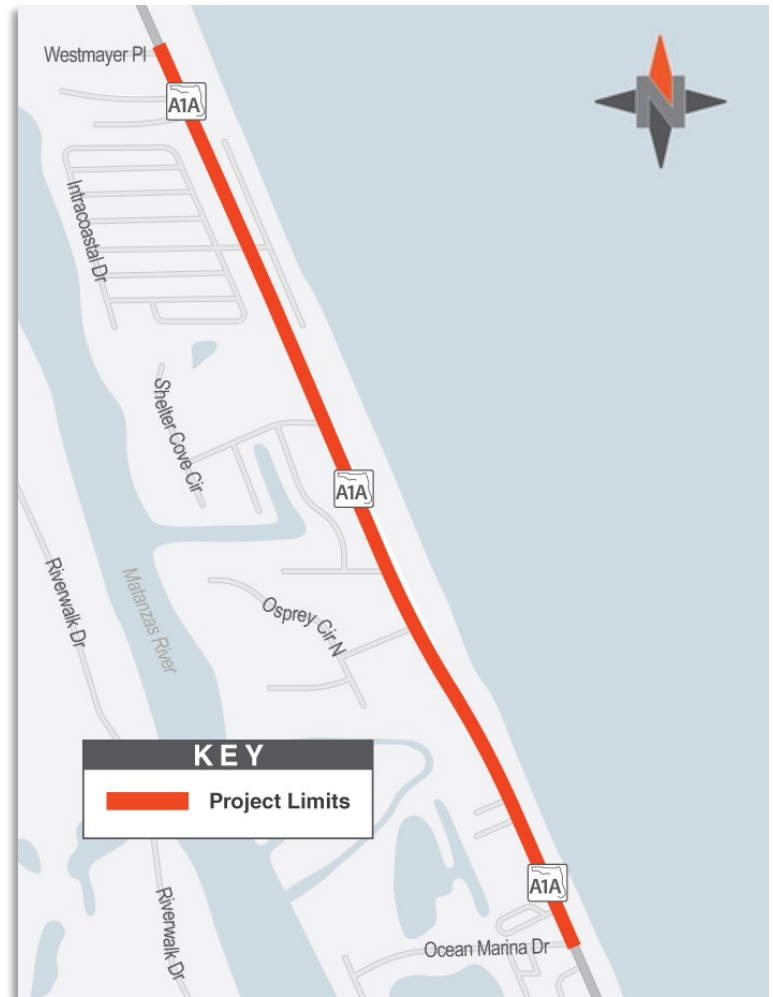 Westmayer Pl
A1A
N
Intracoastal Dr
Shelter Cove Cir
A1A
Riverwalk Dr
Matanzas River
Osprey Cir N
KEY
Project Limits
A1A
Riverwalk Dr
Ocean Marina Dr